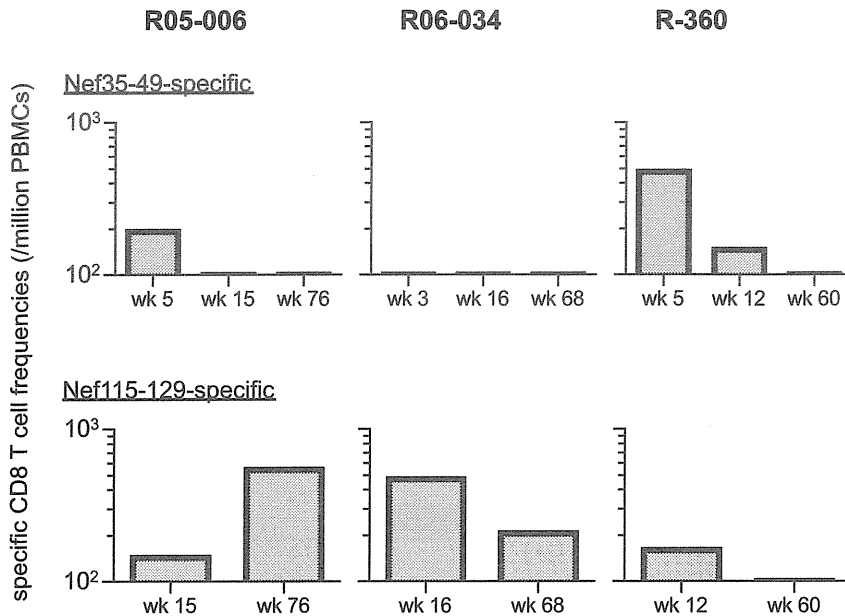 R05-006 R06-034 R-360
specific CD8 T cell frequencies (/million PBMCs)
Nef35-49-specific
10³
10²
wk 5 wk 15 wk 76
wk 3 wk 16 wk 68
wk 5 wk 12 wk 60
Nef115-129-specific
10³
10²
wk 15 wk 76
wk 16 wk 68
wk 12 wk 60